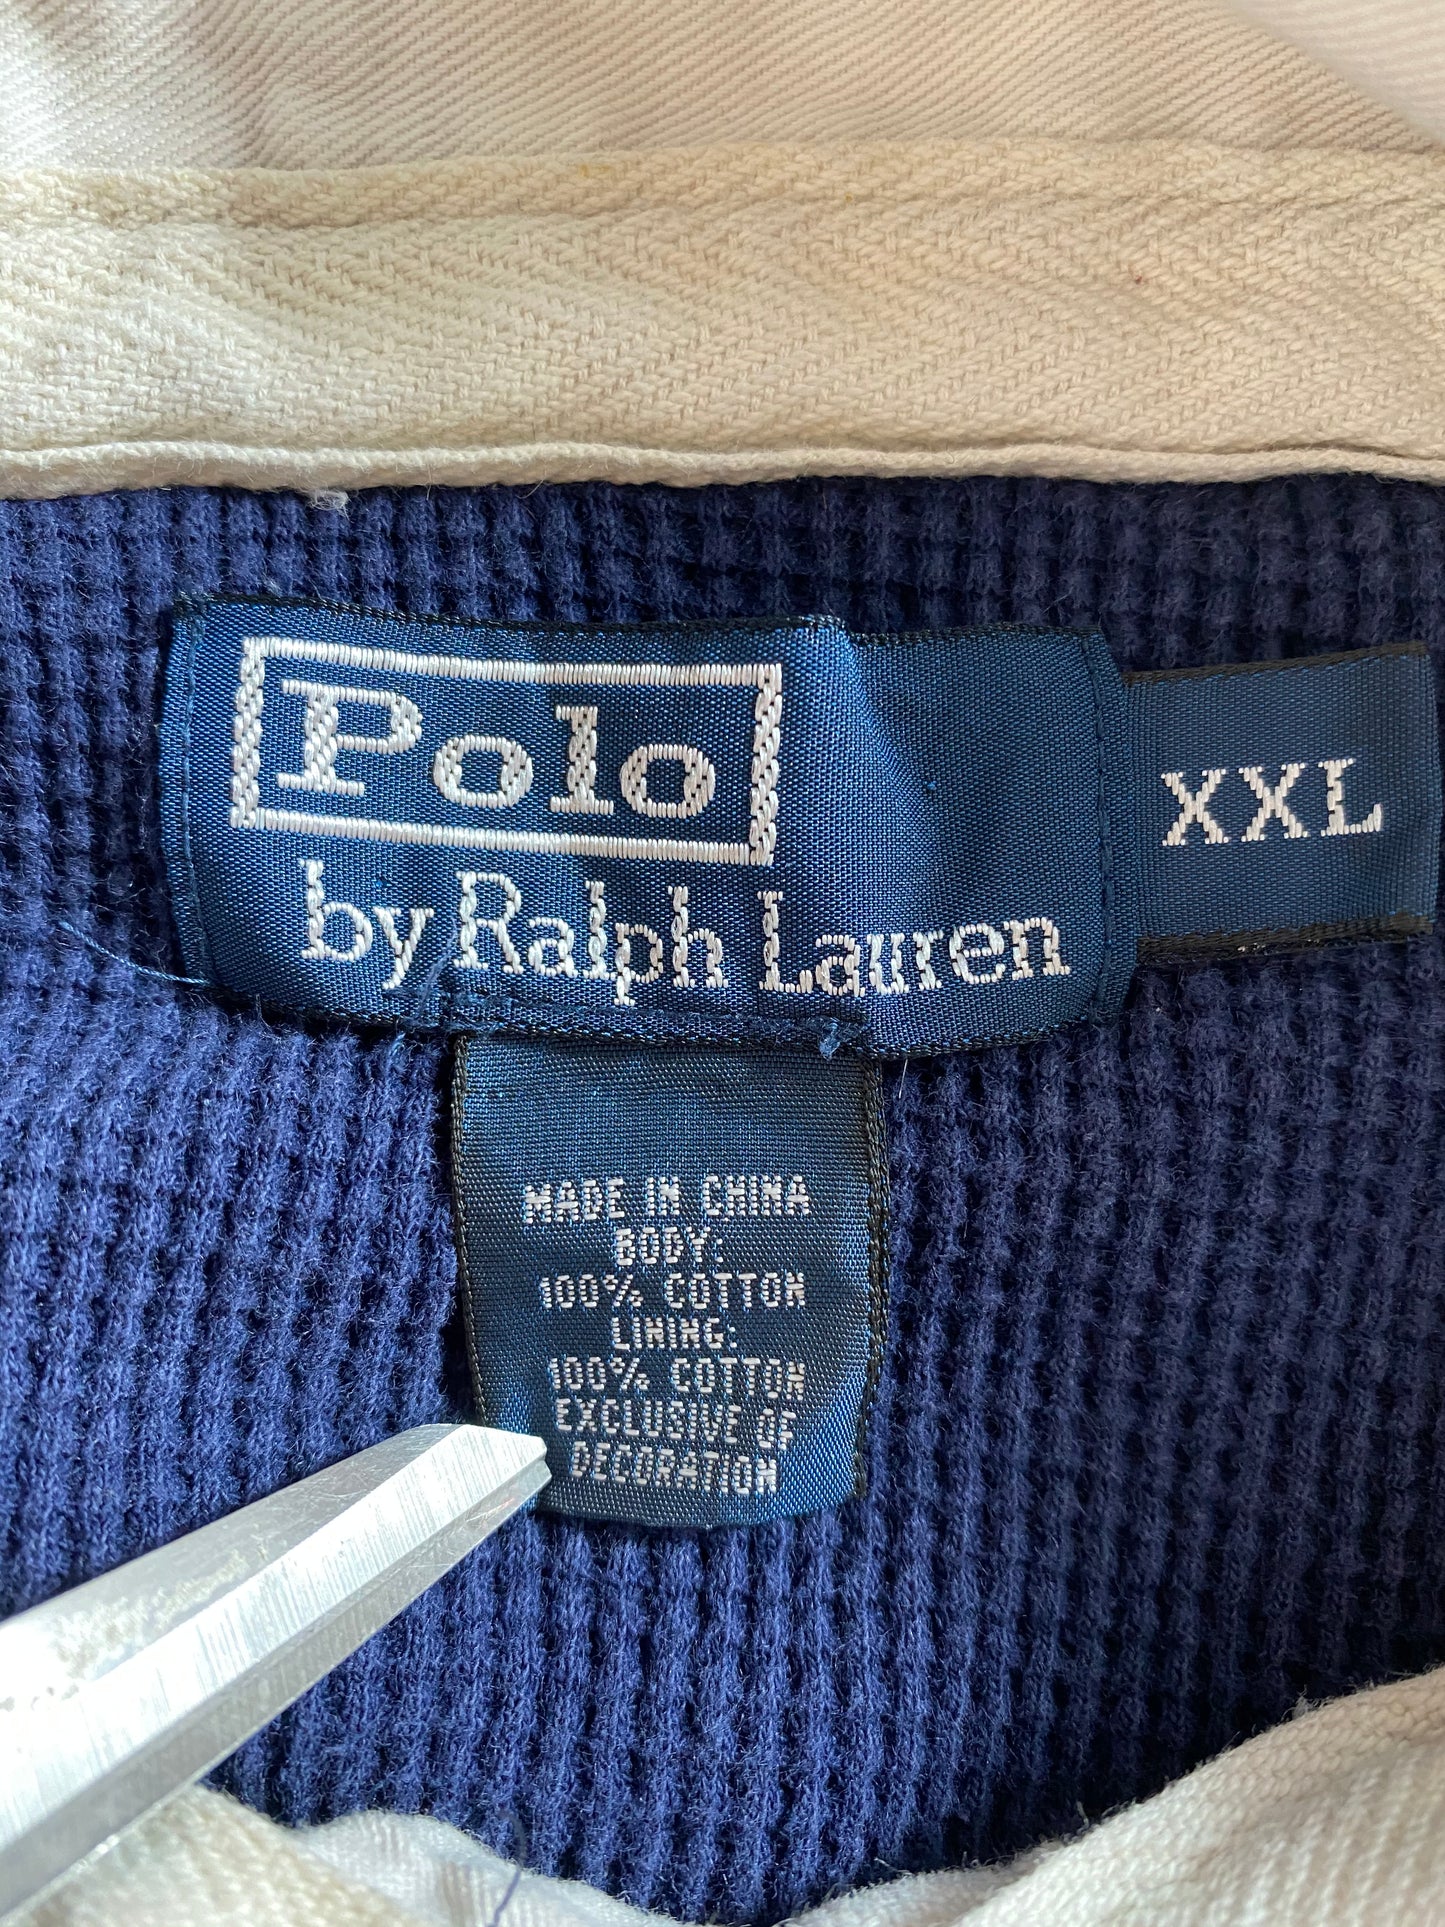 Polo
by Ralph Lauren
XXL
MADE IN CHINA
BODY:
100% COTTON
LINING:
100% COTTON
EXCLUSIVE OF
DECORATION